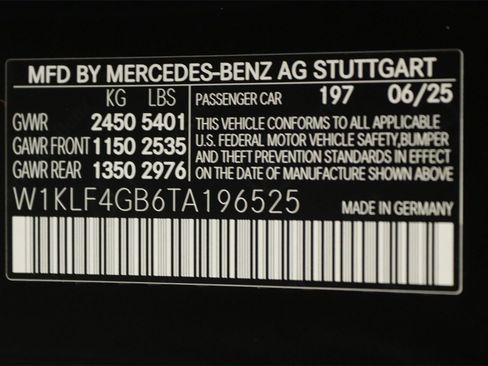 MFD BY MERCEDES-BENZ AG STUTTGART
KG LBS
GVWR 2450 5401
GAWR FRONT 1150 2535
GAWR REAR 1350 2976
PASSENGER CAR 197 06/25
THIS VEHICLE CONFORMS TO ALL APPLICABLE
U.S. FEDERAL MOTOR VEHICLE SAFETY,BUMPER
AND THEFT PREVENTION STANDARDS IN EFFECT
ON THE DATE OF MANUFACTURE SHOWN ABOVE
W1KLF4GB6TA196525
MADE IN GERMANY